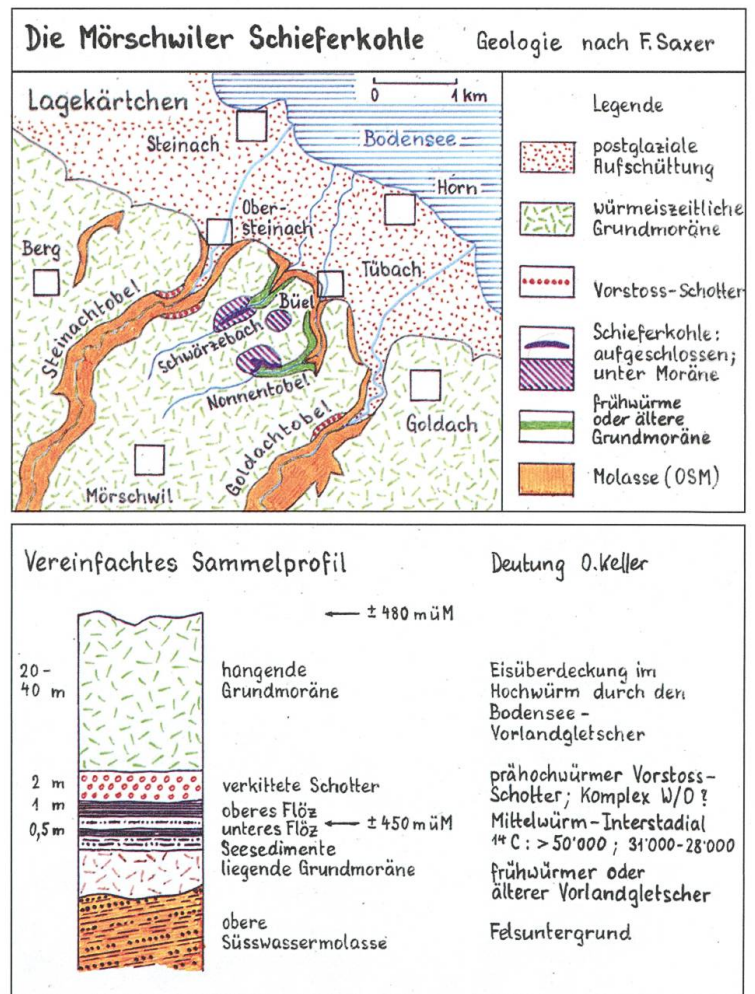 Die Mörschwiler Schieferkohle Geologie nach F. Saxer
Lagekärtchen
0 1 km
Steinach
Bodensee
Horn
Ober-
steinach
Berg
Tübach
Büel
Steinachtobel
Schwärzebach
Nonnentobel
Goldachtobel
Goldach
Mörschwil
Legende
postglaziale
Aufschüttung
würmeiszeitliche
Grundmoräne
Vorstoss-Schotter
Schieferkohle:
aufgeschlossen;
unter Moräne
frühwürme
oder ältere
Grundmoräne
Molasse (OSM)
Vereinfachtes Sammelprofil
Deutung O. Keller
← ± 480 m üM
20-
40 m
hangende
Grundmoräne
Eisüberdeckung im
Hochwürm durch den
Bodensee-
Vorlandgletscher
2 m
verkittete Schotter
prähochwürmer Vorstoss-
Schotter; Komplex W/O ?
1 m
oberes Flöz
0,5 m
unteres Flöz ← ± 450 m üM
Mittelwürm-Interstadial
¹⁴C : > 50'000 ; 31'000-28'000
Seesedimente
liegende Grundmoräne
frühwürmer oder
älterer Vorlandgletscher
obere
Süsswassermolasse
Felsuntergrund